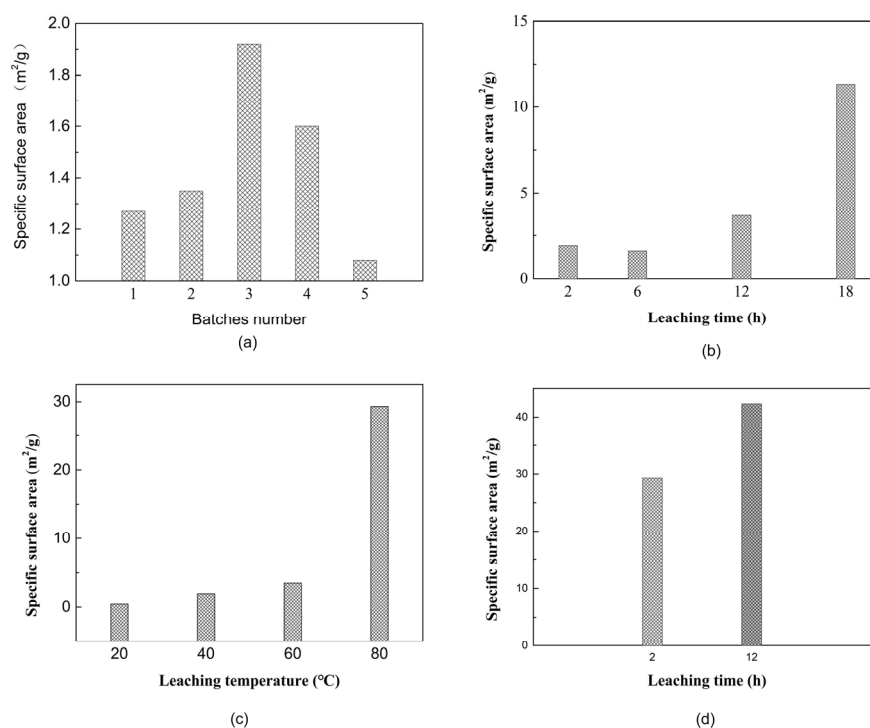 2.0
1.8
1.6
1.4
1.2
1.0
Specific surface area（m²/g）
1 2 3 4 5
Batches number
(a)
15
10
5
0
Specific surface area (m²/g)
2 6 12 18
Leaching time (h)
(b)
30
20
10
0
Specific surface area (m²/g)
20 40 60 80
Leaching temperature (℃)
(c)
40
30
20
10
0
Specific surface area (m²/g)
2 12
Leaching time (h)
(d)